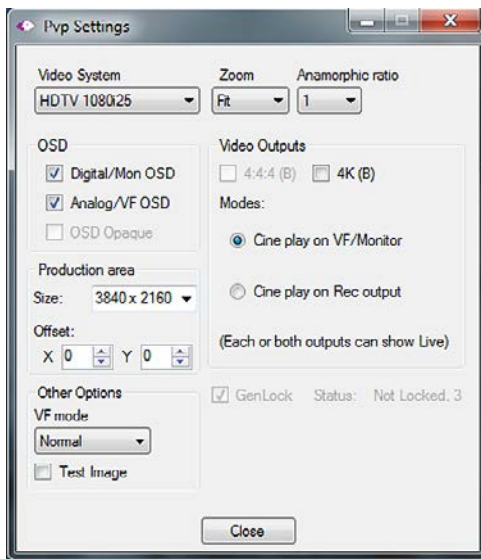 Pvp Settings
Video System
HDTV 1080i25
Zoom
Fit
Anamorphic ratio
1
OSD
Digital/Mon OSD
Analog/VF OSD
OSD Opaque
Production area
Size: 3840 x 2160
Offset:
X 0 Y 0
Other Options
VF mode
Normal
Test Image
Video Outputs
4:4:4 (B) 4K (B)
Modes:
Cine play on VF/Monitor
Cine play on Rec output
(Each or both outputs can show Live)
GenLock Status: Not Locked, 3
Close